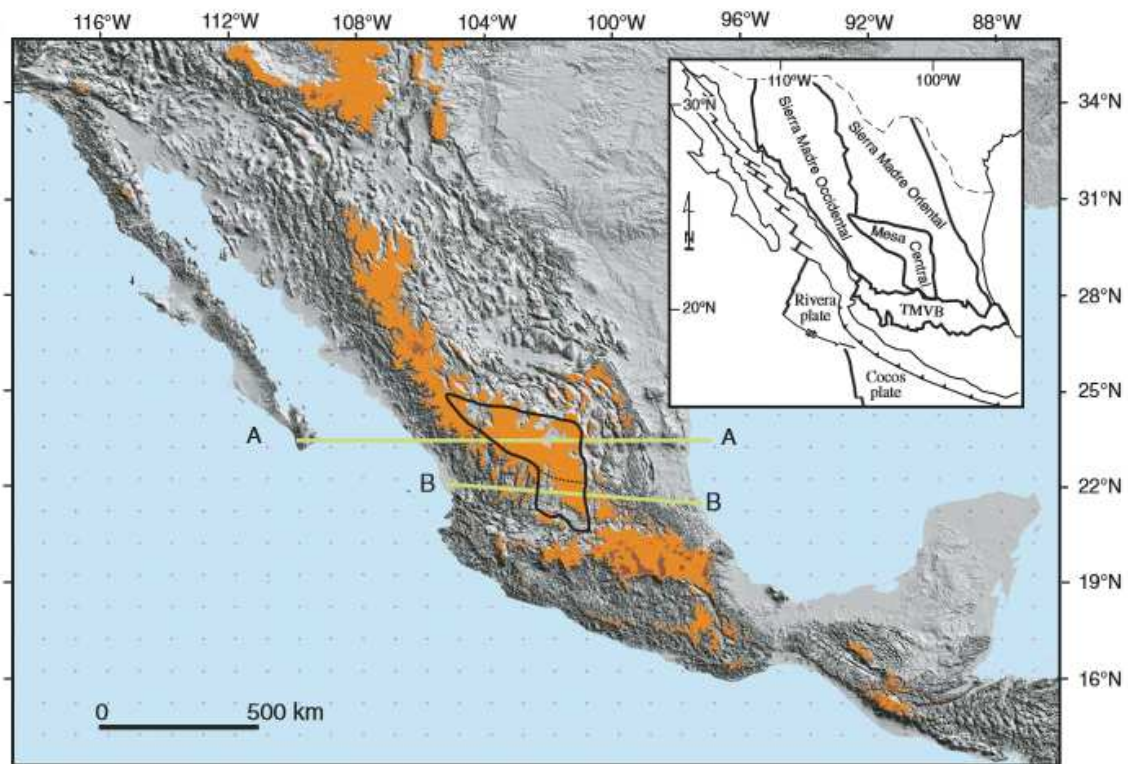 116°W 112°W 108°W 104°W 100°W 96°W 92°W 88°W
34°N
31°N
28°N
25°N
22°N
19°N
16°N
A A
B B
0 500 km
110°W 100°W
30°N
20°N
N
Sierra Madre Occidental
Sierra Madre Oriental
Mesa
Central
TMVB
Rivera
plate
Cocos
plate